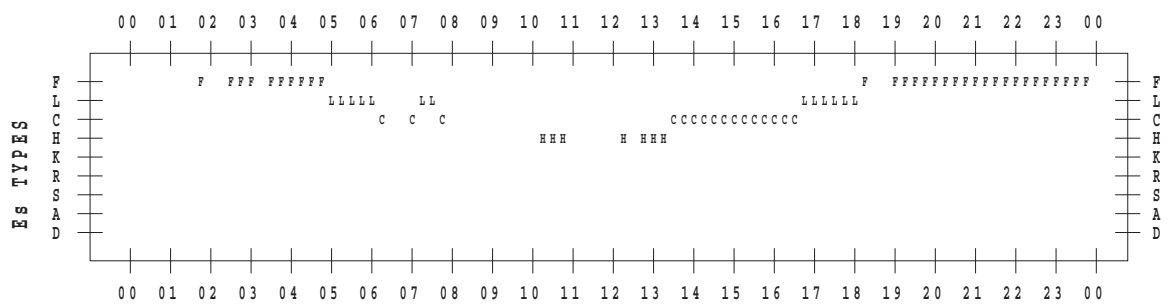 00 01 02 03 04 05 06 07 08 09 10 11 12 13 14 15 16 17 18 19 20 21 22 23 00
F F FFF FFFFFF F FFFFFFFFFFFFFFFFFFFF F
L LLLLL LL LLLLLL L
C C C C CCCCCCCCCCCCC C
H HHH H HHH H
K K
R R
S S
A A
D D
Es TYPES
00 01 02 03 04 05 06 07 08 09 10 11 12 13 14 15 16 17 18 19 20 21 22 23 00